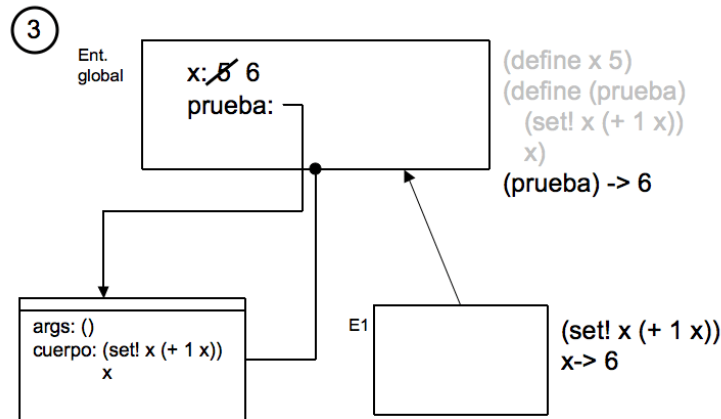 3
Ent.
global
x: 5 6
prueba:
(define x 5)
(define (prueba)
(set! x (+ 1 x))
x)
(prueba) -> 6
args: ()
cuerpo: (set! x (+ 1 x))
x
E1
(set! x (+ 1 x))
x-> 6